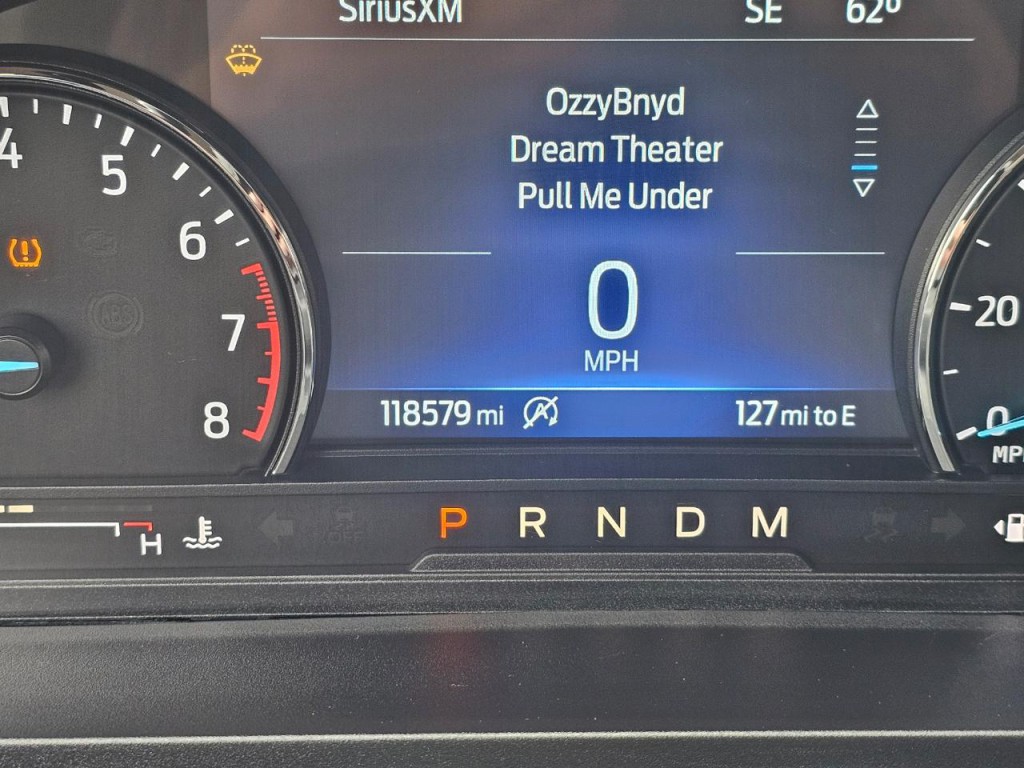 SiriusXM SE 62°
OzzyBnyd
Dream Theater
Pull Me Under
4
5
6
7
8
0
MPH
20
0
MP
118579 mi 127 mi to E
H
P R N D M